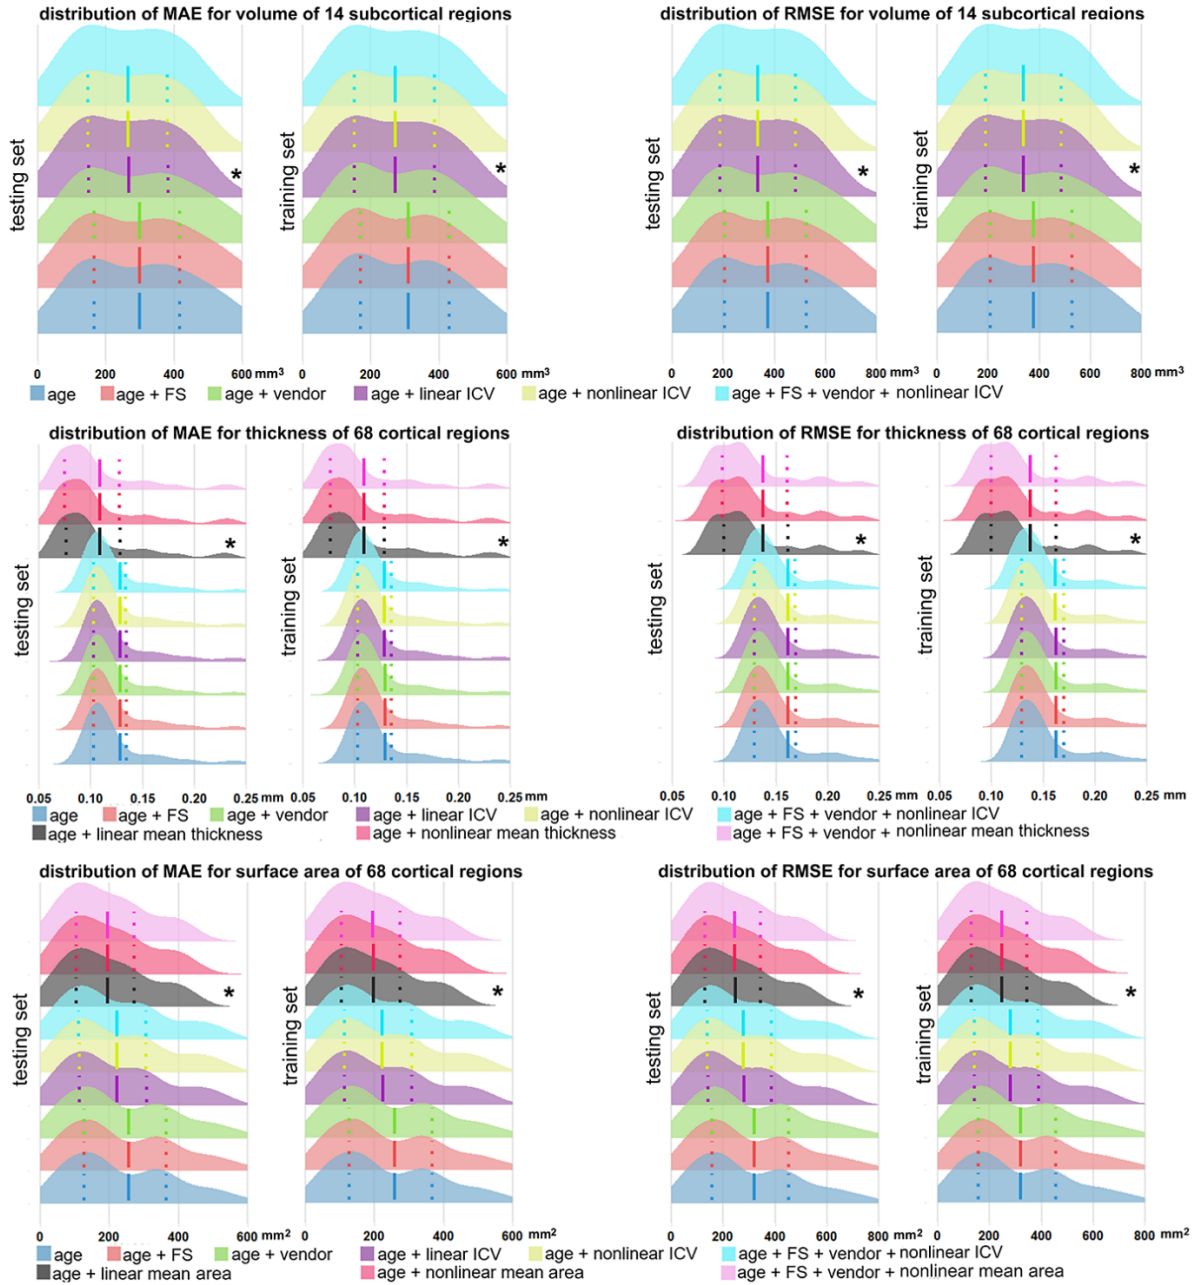 distribution of MAE for volume of 14 subcortical regions
distribution of RMSE for volume of 14 subcortical regions
testing set
*
training set
*
testing set
*
training set
*
0 200 400 600 mm³
0 200 400 600 mm³
0 200 400 600 800 mm³
0 200 400 600 800 mm³
age age + FS age + vendor age + linear ICV age + nonlinear ICV age + FS + vendor + nonlinear ICV
distribution of MAE for thickness of 68 cortical regions
distribution of RMSE for thickness of 68 cortical regions
testing set
*
training set
*
testing set
*
training set
*
0.05 0.10 0.15 0.20 0.25 mm
0.05 0.10 0.15 0.20 0.25 mm
0.05 0.10 0.15 0.20 0.25 mm
0.05 0.10 0.15 0.20 0.25 mm
age age + FS age + vendor age + linear ICV age + nonlinear ICV age + FS + vendor + nonlinear ICV
age + linear mean thickness age + nonlinear mean thickness age + FS + vendor + nonlinear mean thickness
distribution of MAE for surface area of 68 cortical regions
distribution of RMSE for surface area of 68 cortical regions
testing set
*
training set
*
testing set
*
training set
*
0 200 400 600 mm²
0 200 400 600 mm²
0 200 400 600 800 mm²
0 200 400 600 800 mm²
age age + FS age + vendor age + linear ICV age + nonlinear ICV age + FS + vendor + nonlinear ICV
age + linear mean area age + nonlinear mean area age + FS + vendor + nonlinear mean area